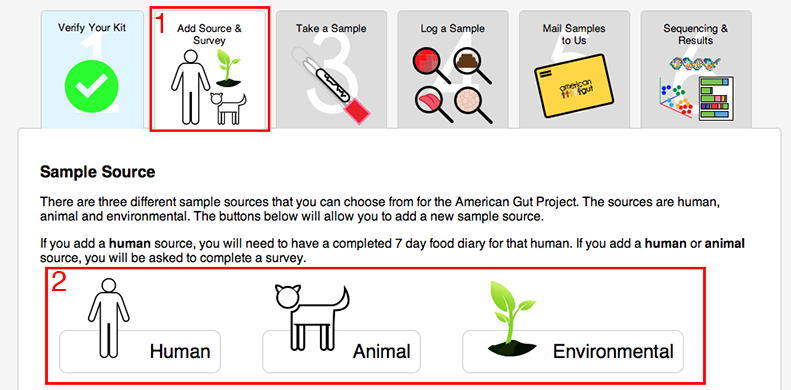 1
Verify Your Kit
1
Add Source &
Survey
Take a Sample
3
Log a Sample
4
Mail Samples
to Us
5
american
gut
Sequencing &
Results
6
Sample Source
There are three different sample sources that you can choose from for the American Gut Project. The sources are human,
animal and environmental. The buttons below will allow you to add a new sample source.
If you add a human source, you will need to have a completed 7 day food diary for that human. If you add a human or animal
source, you will be asked to complete a survey.
2
Human
Animal
Environmental